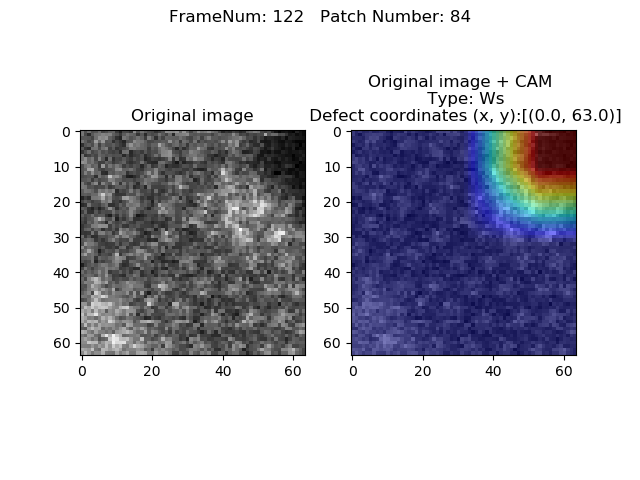 FrameNum: 122   Patch Number: 84
Original image
Original image + CAM
Type: Ws
Defect coordinates (x, y):[(0.0, 63.0)]
0
10
20
30
40
50
60
0 20 40 60
0
10
20
30
40
50
60
0 20 40 60